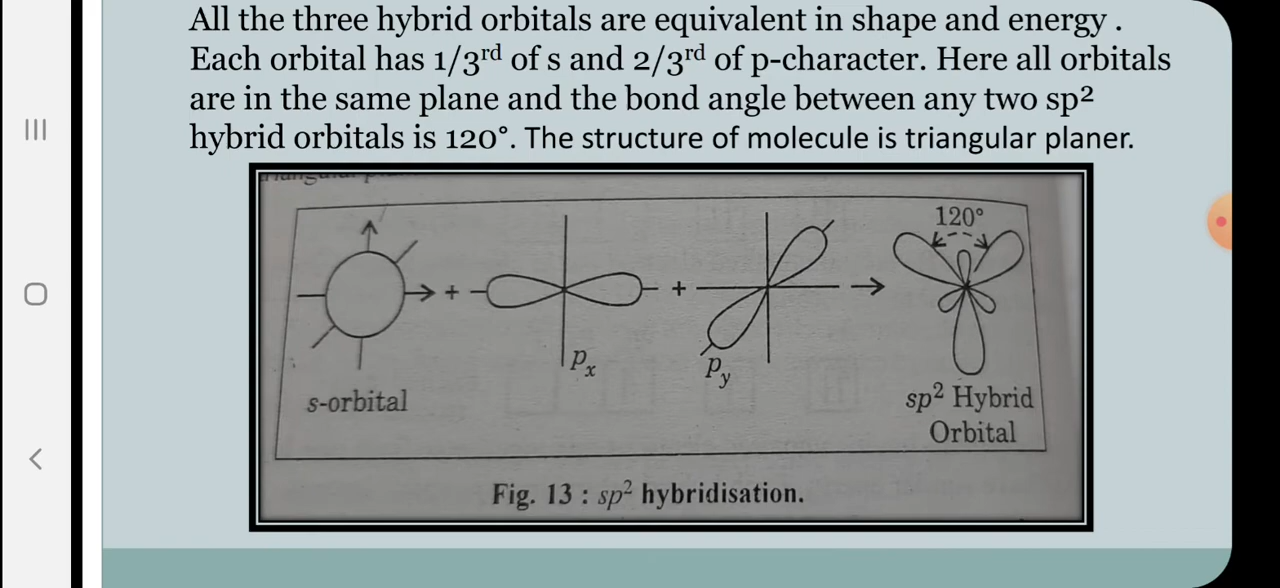 All the three hybrid orbitals are equivalent in shape and energy .
Each orbital has 1/3rd of s and 2/3rd of p-character. Here all orbitals
are in the same plane and the bond angle between any two sp2
hybrid orbitals is 120°. The structure of molecule is triangular planer.
120°
+ + →
Px
Py
s-orbital
sp2 Hybrid
Orbital
Fig. 13 : sp2 hybridisation.